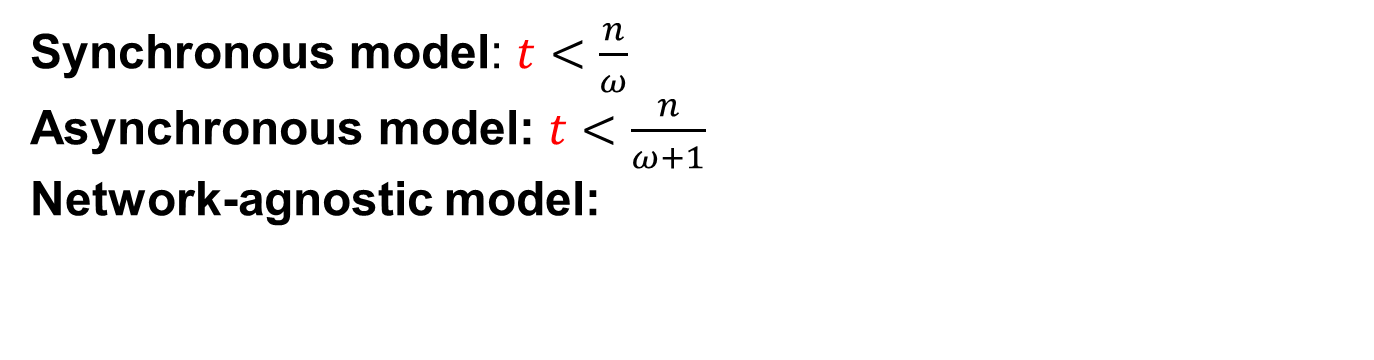 Synchronous model: t < n/ω
Asynchronous model: t < n/(ω+1)
Network-agnostic model: